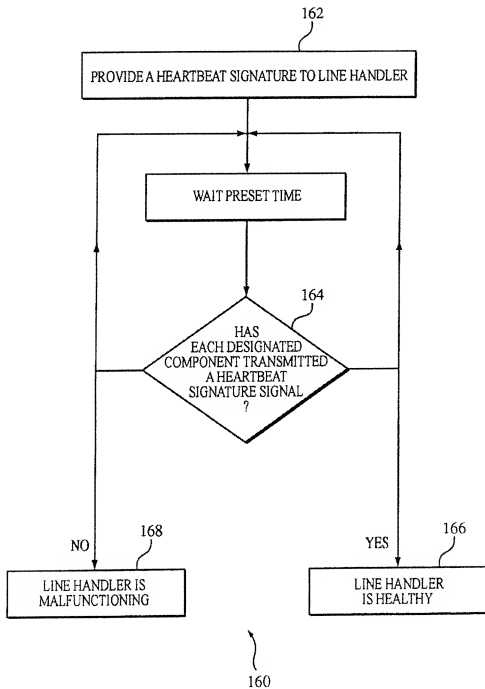 162
PROVIDE A HEARTBEAT SIGNATURE TO LINE HANDLER
WAIT PRESET TIME
164
HAS
EACH DESIGNATED
COMPONENT TRANSMITTED
A HEARTBEAT
SIGNATURE SIGNAL
?
NO
168
YES
166
LINE HANDLER IS
MALFUNCTIONING
LINE HANDLER
IS HEALTHY
160